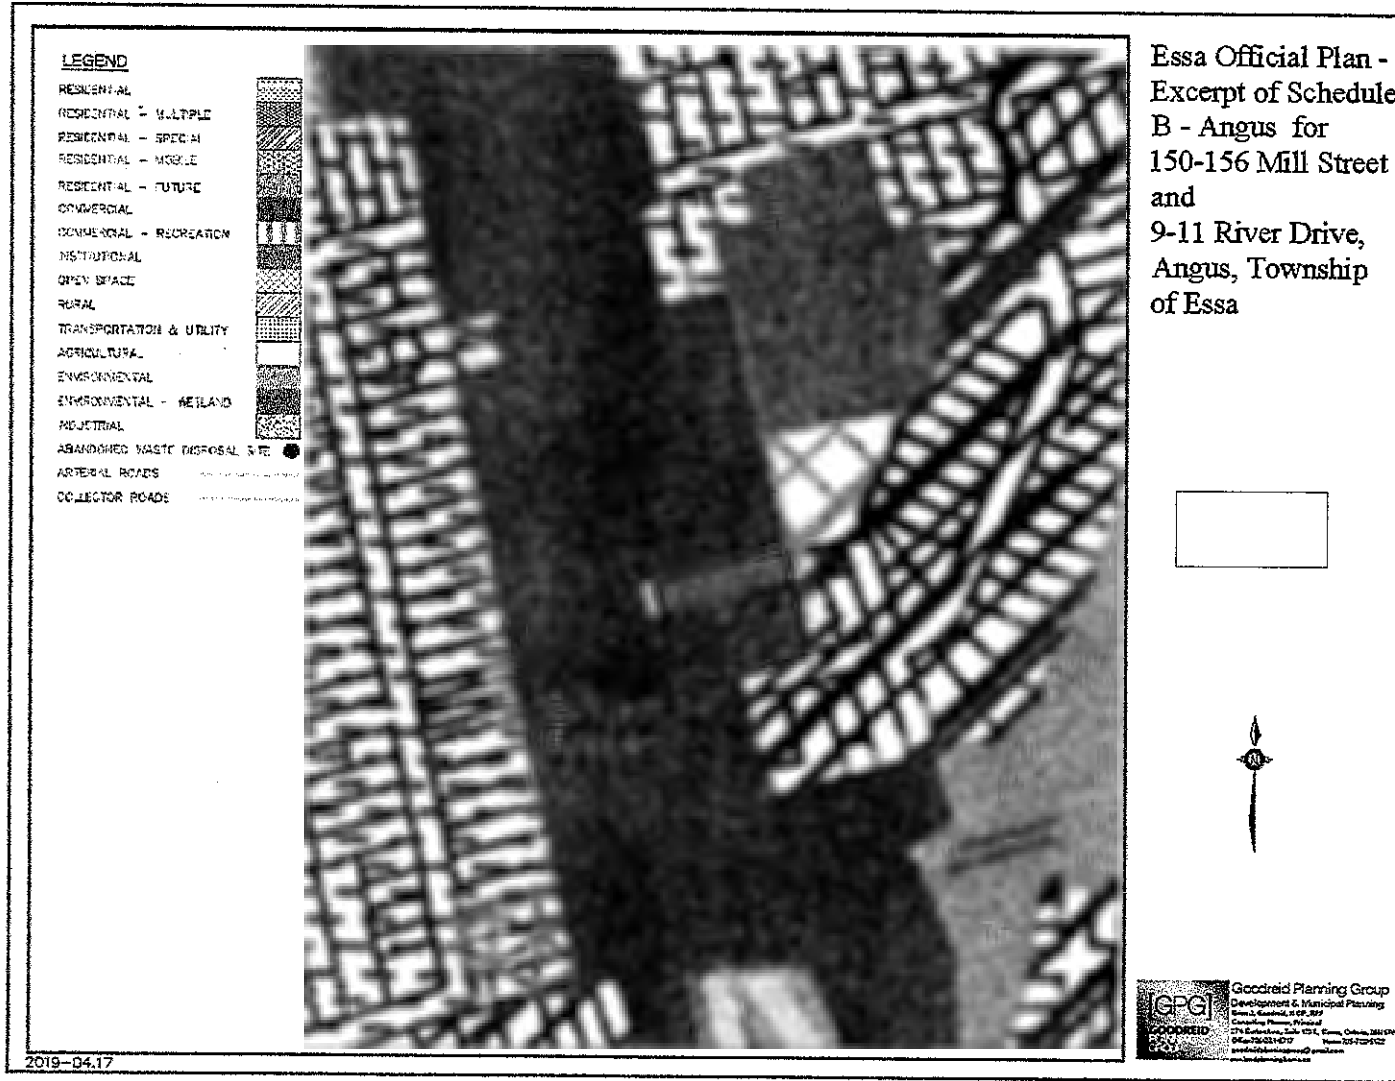 LEGEND
RESIDENTIAL
RESIDENTIAL - MULTIPLE
RESIDENTIAL - SPECIAL
RESIDENTIAL - MOBILE
RESIDENTIAL - FUTURE
COMMERCIAL
COMMERCIAL - RECREATION
INSTITUTIONAL
OPEN SPACE
RURAL
TRANSPORTATION & UTILITY
AGRICULTURAL
ENVIRONMENTAL
ENVIRONMENTAL - WETLAND
INDUSTRIAL
ABANDONED WASTE DISPOSAL SITE
ARTERIAL ROADS
COLLECTOR ROADS
Essa Official Plan -
Excerpt of Schedule
B - Angus for
150-156 Mill Street
and
9-11 River Drive,
Angus, Township
of Essa
N
[GPG]
GOODREID
Goodreid Planning Group
Development & Municipal Planning
Consulting Planner, Principal
2019-04.17